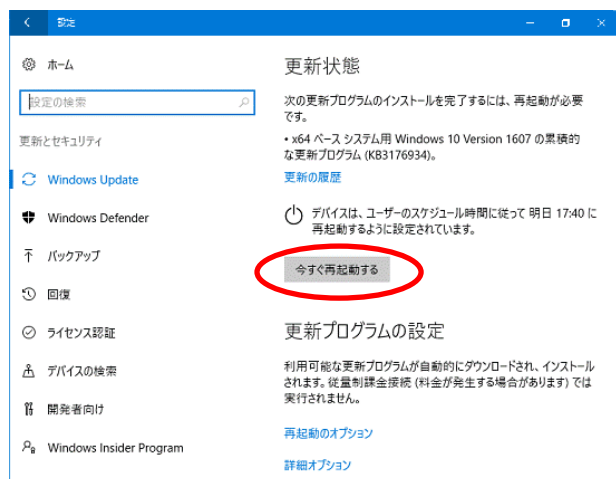 設定
ホーム
設定の検索
更新とセキュリティ
Windows Update
Windows Defender
バックアップ
回復
ライセンス認証
デバイスの検索
開発者向け
Windows Insider Program
更新状態
次の更新プログラムのインストールを完了するには、再起動が必要
です。
• x64 ベース システム用 Windows 10 Version 1607 の累積的
な更新プログラム (KB3176934)。
更新の履歴
デバイスは、ユーザーのスケジュール時間に従って 明日 17:40 に
再起動するように設定されています。
今すぐ再起動する
更新プログラムの設定
利用可能な更新プログラムが自動的にダウンロードされ、インストール
されます。従量制課金接続 (料金が発生する場合があります) では
実行されません。
再起動のオプション
詳細オプション